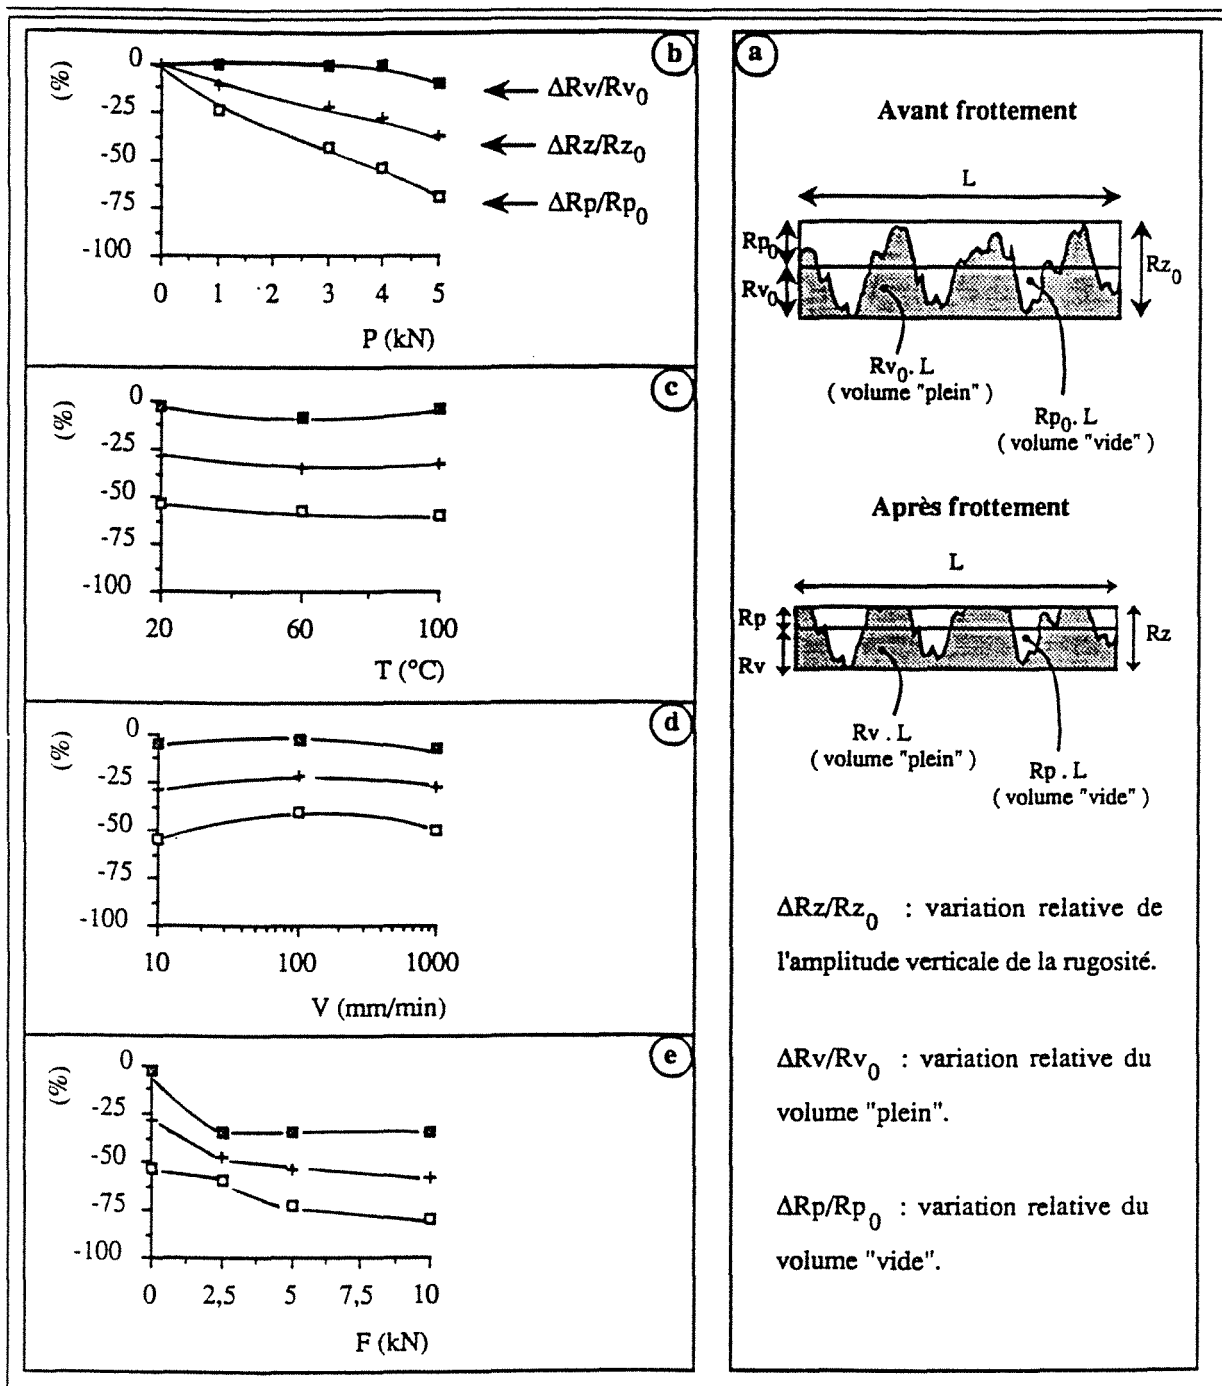 b
(%)
0
-25
-50
-75
-100
ΔRv/Rv0
ΔRz/Rz0
ΔRp/Rp0
0 1 2 3 4 5
P (kN)
c
(%)
0
-25
-50
-75
-100
20 60 100
T (°C)
d
(%)
0
-25
-50
-75
-100
10 100 1000
V (mm/min)
e
(%)
0
-25
-50
-75
-100
0 2,5 5 7,5 10
F (kN)
a
Avant frottement
L
Rp0
Rv0
Rz0
Rv0. L
( volume "plein" )
Rp0. L
( volume "vide" )
Après frottement
L
Rp
Rv
Rz
Rv . L
( volume "plein" )
Rp . L
( volume "vide" )
ΔRz/Rz0 : variation relative de
l'amplitude verticale de la rugosité.
ΔRv/Rv0 : variation relative du
volume "plein".
ΔRp/Rp0 : variation relative du
volume "vide".